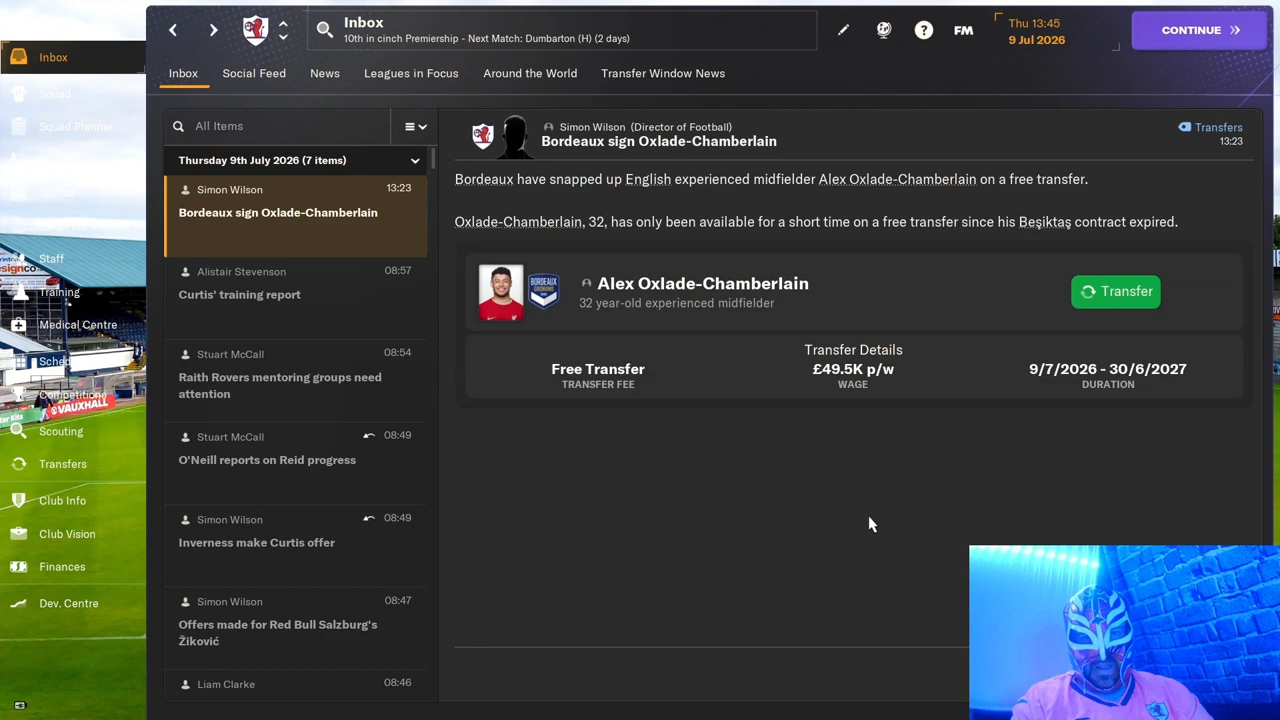 Inbox
10th in cinch Premiership - Next Match: Dumbarton (H) (2 days)
FM
Thu 13:45
9 Jul 2026
CONTINUE
Inbox
Squad
Squad Planner
Staff
Training
Medical Centre
Sched
Competitions
Scouting
Transfers
Club Info
Club Vision
Finances
Dev. Centre
VAUXHALL
Inbox
Social Feed
News
Leagues in Focus
Around the World
Transfer Window News
All Items
Thursday 9th July 2026 (7 items)
Simon Wilson 13:23
Bordeaux sign Oxlade-Chamberlain
Alistair Stevenson 08:57
Curtis' training report
Stuart McCall 08:54
Raith Rovers mentoring groups need
attention
Stuart McCall 08:49
O'Neill reports on Reid progress
Simon Wilson 08:49
Inverness make Curtis offer
Simon Wilson 08:47
Offers made for Red Bull Salzburg's
Žiković
Liam Clarke 08:46
Simon Wilson (Director of Football)
Bordeaux sign Oxlade-Chamberlain
Transfers
13:23
Bordeaux have snapped up English experienced midfielder Alex Oxlade-Chamberlain on a free transfer.
Oxlade-Chamberlain, 32, has only been available for a short time on a free transfer since his Beşiktaş contract expired.
BORDEAUX
Alex Oxlade-Chamberlain
32 year-old experienced midfielder
Transfer
Transfer Details
Free Transfer
TRANSFER FEE
£49.5K p/w
WAGE
9/7/2026 - 30/6/2027
DURATION